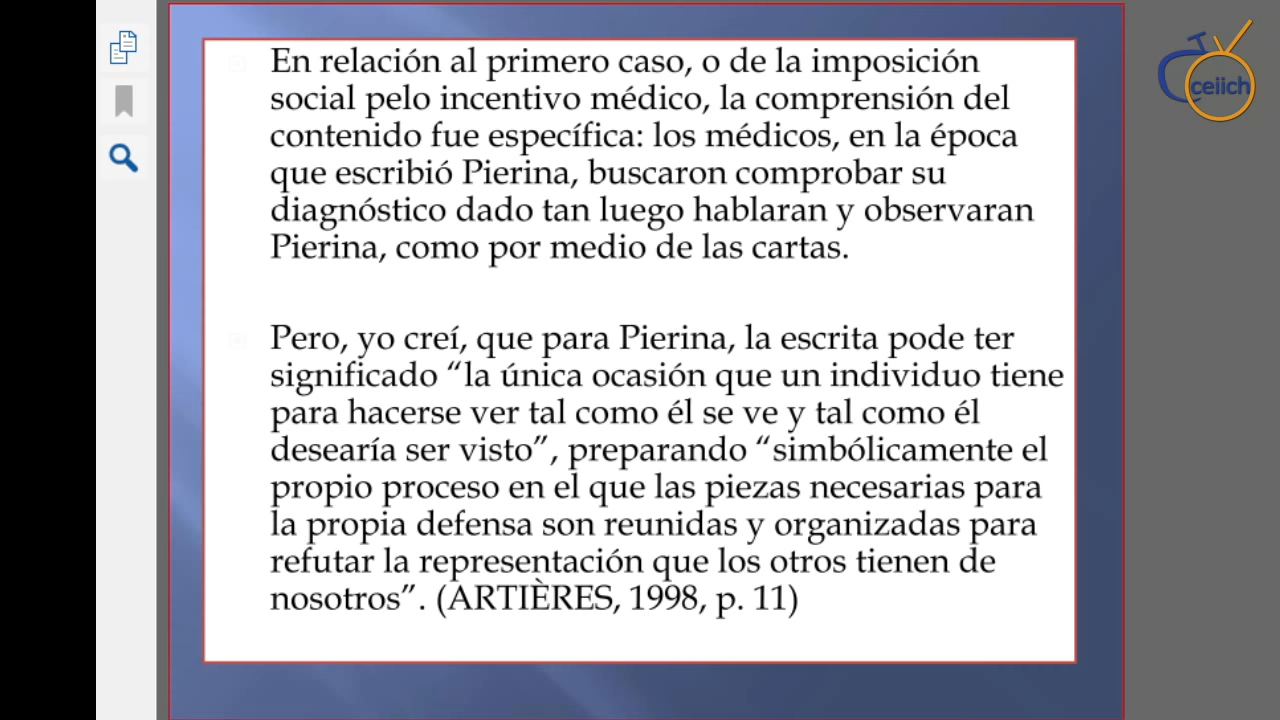 En relación al primero caso, o de la imposición
social pelo incentivo médico, la comprensión del
contenido fue específica: los médicos, en la época
que escribió Pierina, buscaron comprobar su
diagnóstico dado tan luego hablaran y observaran
Pierina, como por medio de las cartas.
Pero, yo creí, que para Pierina, la escrita pode ter
significado “la única ocasión que un individuo tiene
para hacerse ver tal como él se ve y tal como él
desearía ser visto”, preparando “simbólicamente el
propio proceso en el que las piezas necesarias para
la propia defensa son reunidas y organizadas para
refutar la representación que los otros tienen de
nosotros”. (ARTIÈRES, 1998, p. 11)
ceiich